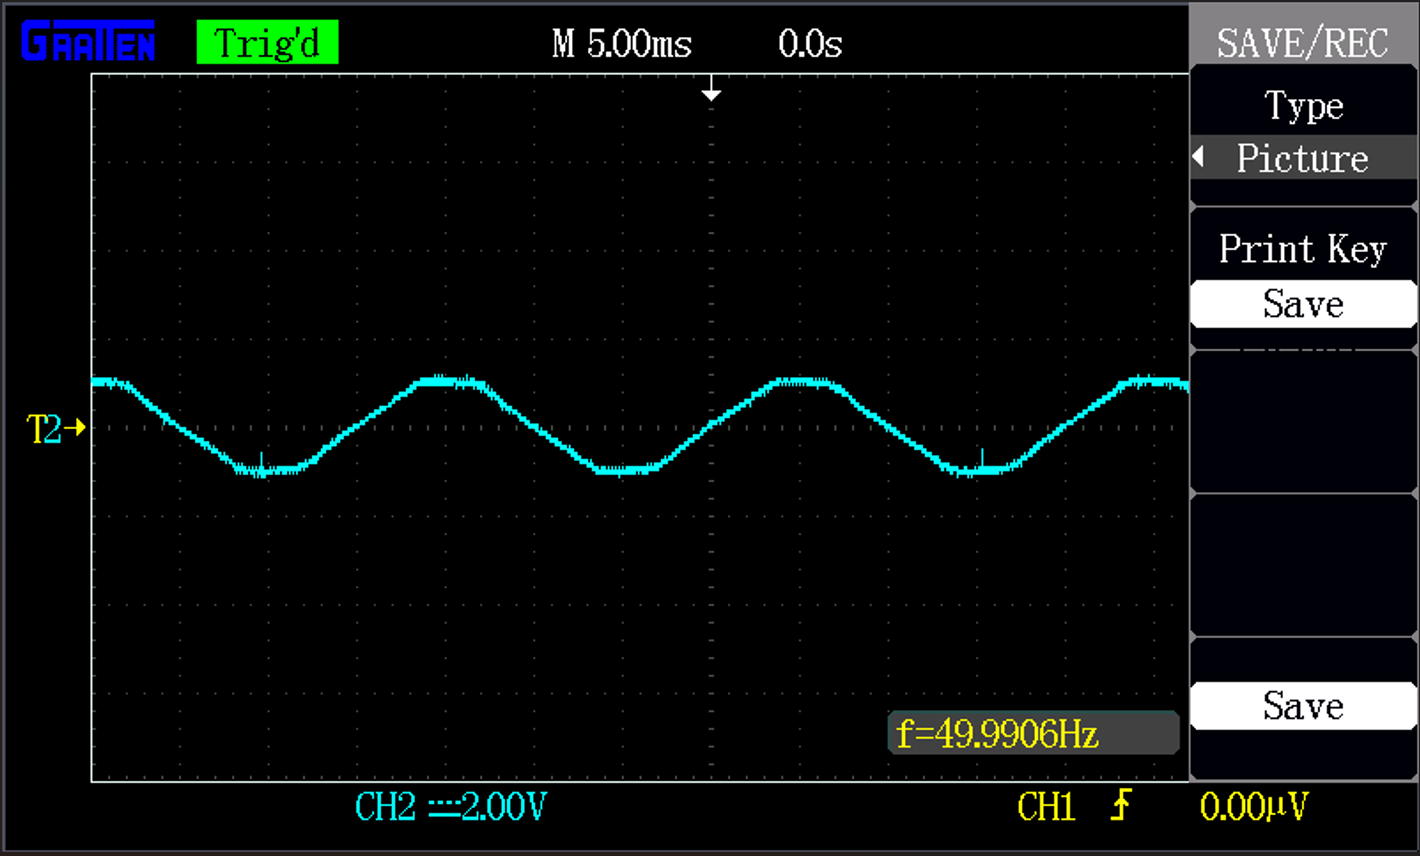 GRATTEN Trig'd M 5.00ms 0.0s SAVE/REC
Type
Picture
Print Key
Save
T2
Save
f=49.9906Hz
CH2 2.00V CH1 0.00μV